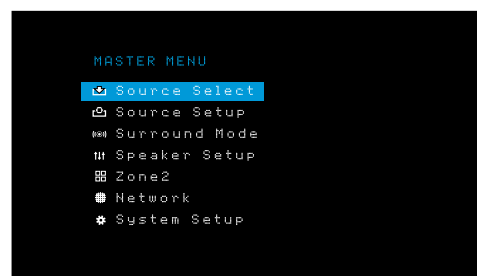 MASTER MENU
Source Select
Source Setup
Surround Mode
Speaker Setup
Zone2
Network
System Setup